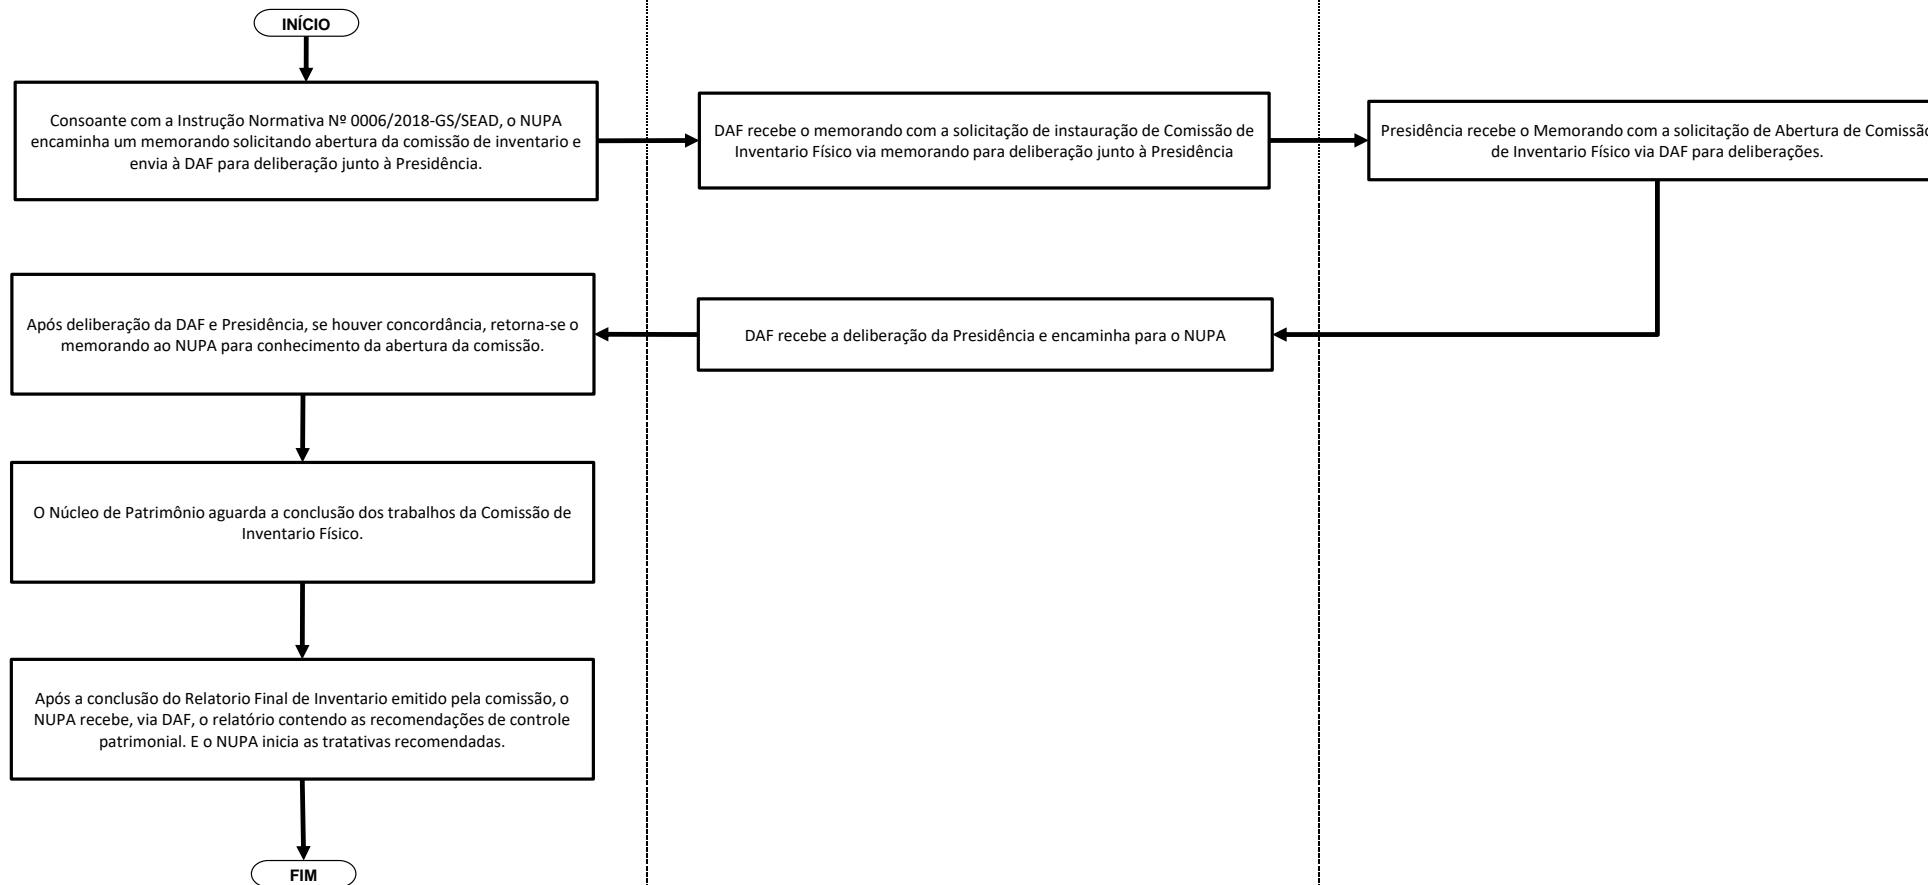 INÍCIO
Consoante com a Instrução Normativa Nº 0006/2018-GS/SEAD, o NUPA
encaminha um memorando solicitando abertura da comissão de inventario e
envia à DAF para deliberação junto à Presidência.
DAF recebe o memorando com a solicitação de instauração de Comissão de
Inventario Físico via memorando para deliberação junto à Presidência
Presidência recebe o Memorando com a solicitação de Abertura de Comissão
de Inventario Físico via DAF para deliberações.
Após deliberação da DAF e Presidência, se houver concordância, retorna-se o
memorando ao NUPA para conhecimento da abertura da comissão.
DAF recebe a deliberação da Presidência e encaminha para o NUPA
O Núcleo de Patrimônio aguarda a conclusão dos trabalhos da Comissão de
Inventario Físico.
Após a conclusão do Relatorio Final de Inventario emitido pela comissão, o
NUPA recebe, via DAF, o relatório contendo as recomendações de controle
patrimonial. E o NUPA inicia as tratativas recomendadas.
FIM